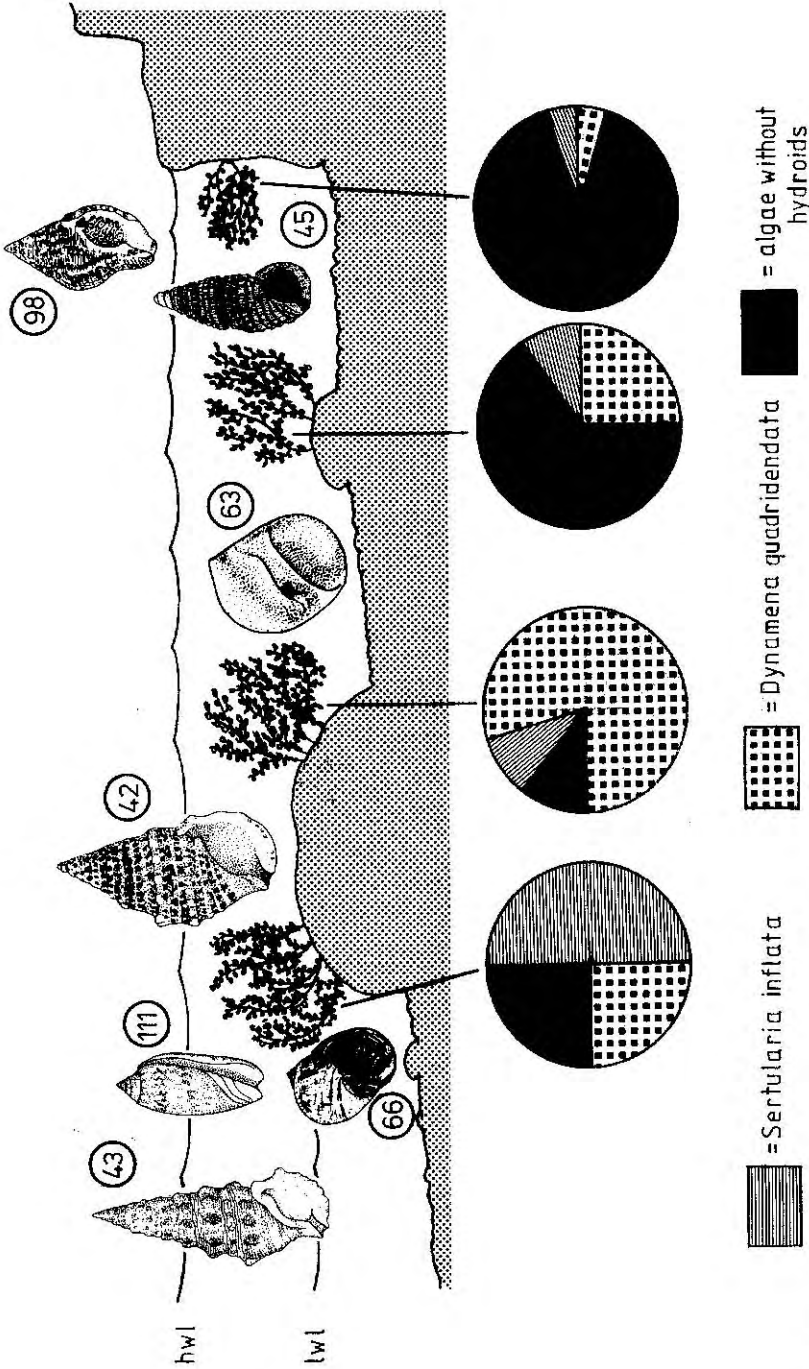 98
42
111
43
63
45
66
hwl
lwl
= Sertularia inflata
= Dynamena quadridendata
= algae without
hydroids